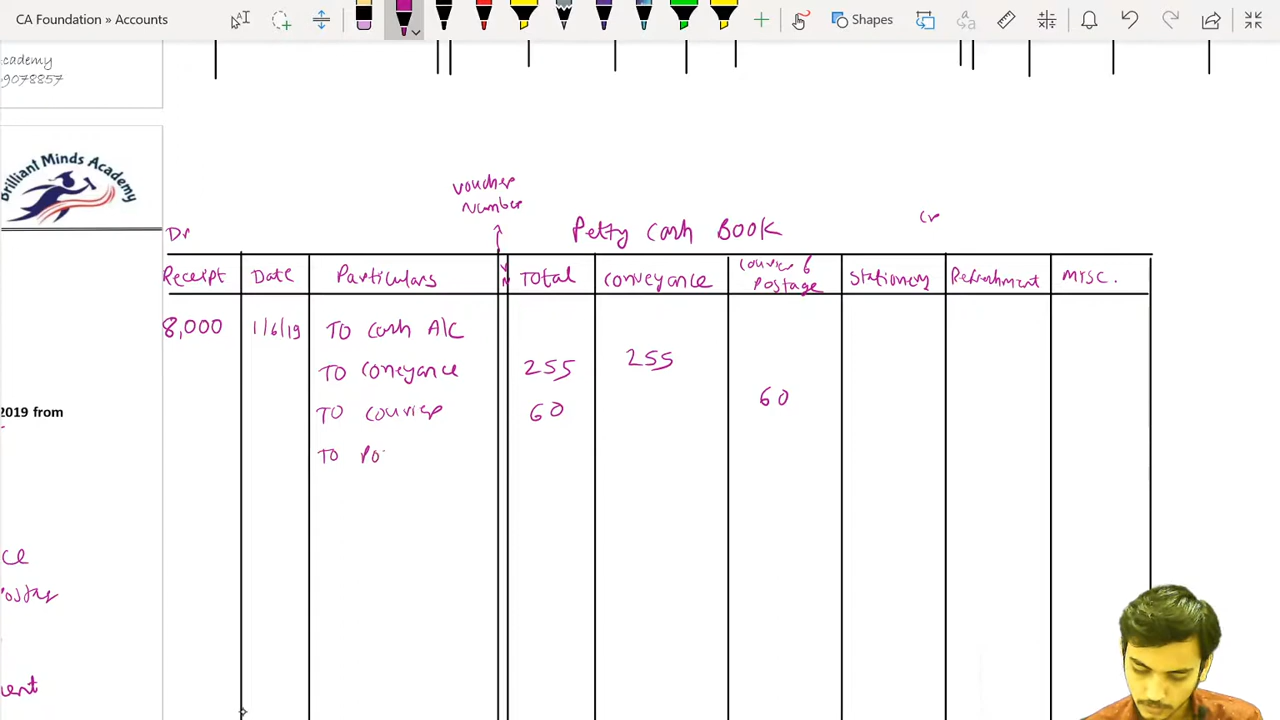 CA Foundation » Accounts
Shapes
cademy
9078857
Brilliant Minds Academy
voucher
number
Dr
Petty cash BOOK
Cr
Receipt Date Particulars V N TOTAL conveyance Courier & Postage Stationery Refreshment MISC.
8,000 1/6/19 TO cash A/C
TO coneyance 255 255
TO courier 60 60
TO Po
2019 from
ce
Postag
ent